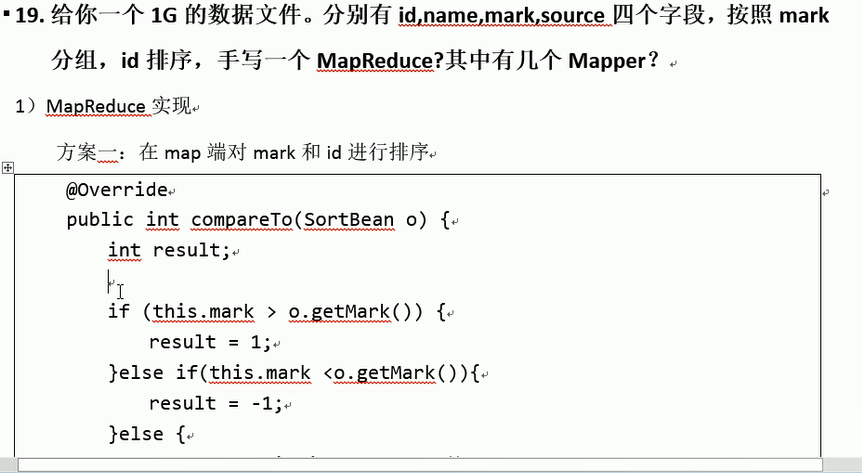 19. 给你一个 1G 的数据文件。分别有 id,name,mark,source 四个字段，按照 mark
分组，id 排序，手写一个 MapReduce?其中有几个 Mapper？
1）MapReduce 实现
方案一：在 map 端对 mark 和 id 进行排序
@Override
public int compareTo(SortBean o) {
int result;
if (this.mark > o.getMark()) {
result = 1;
}else if(this.mark <o.getMark()){
result = -1;
}else {